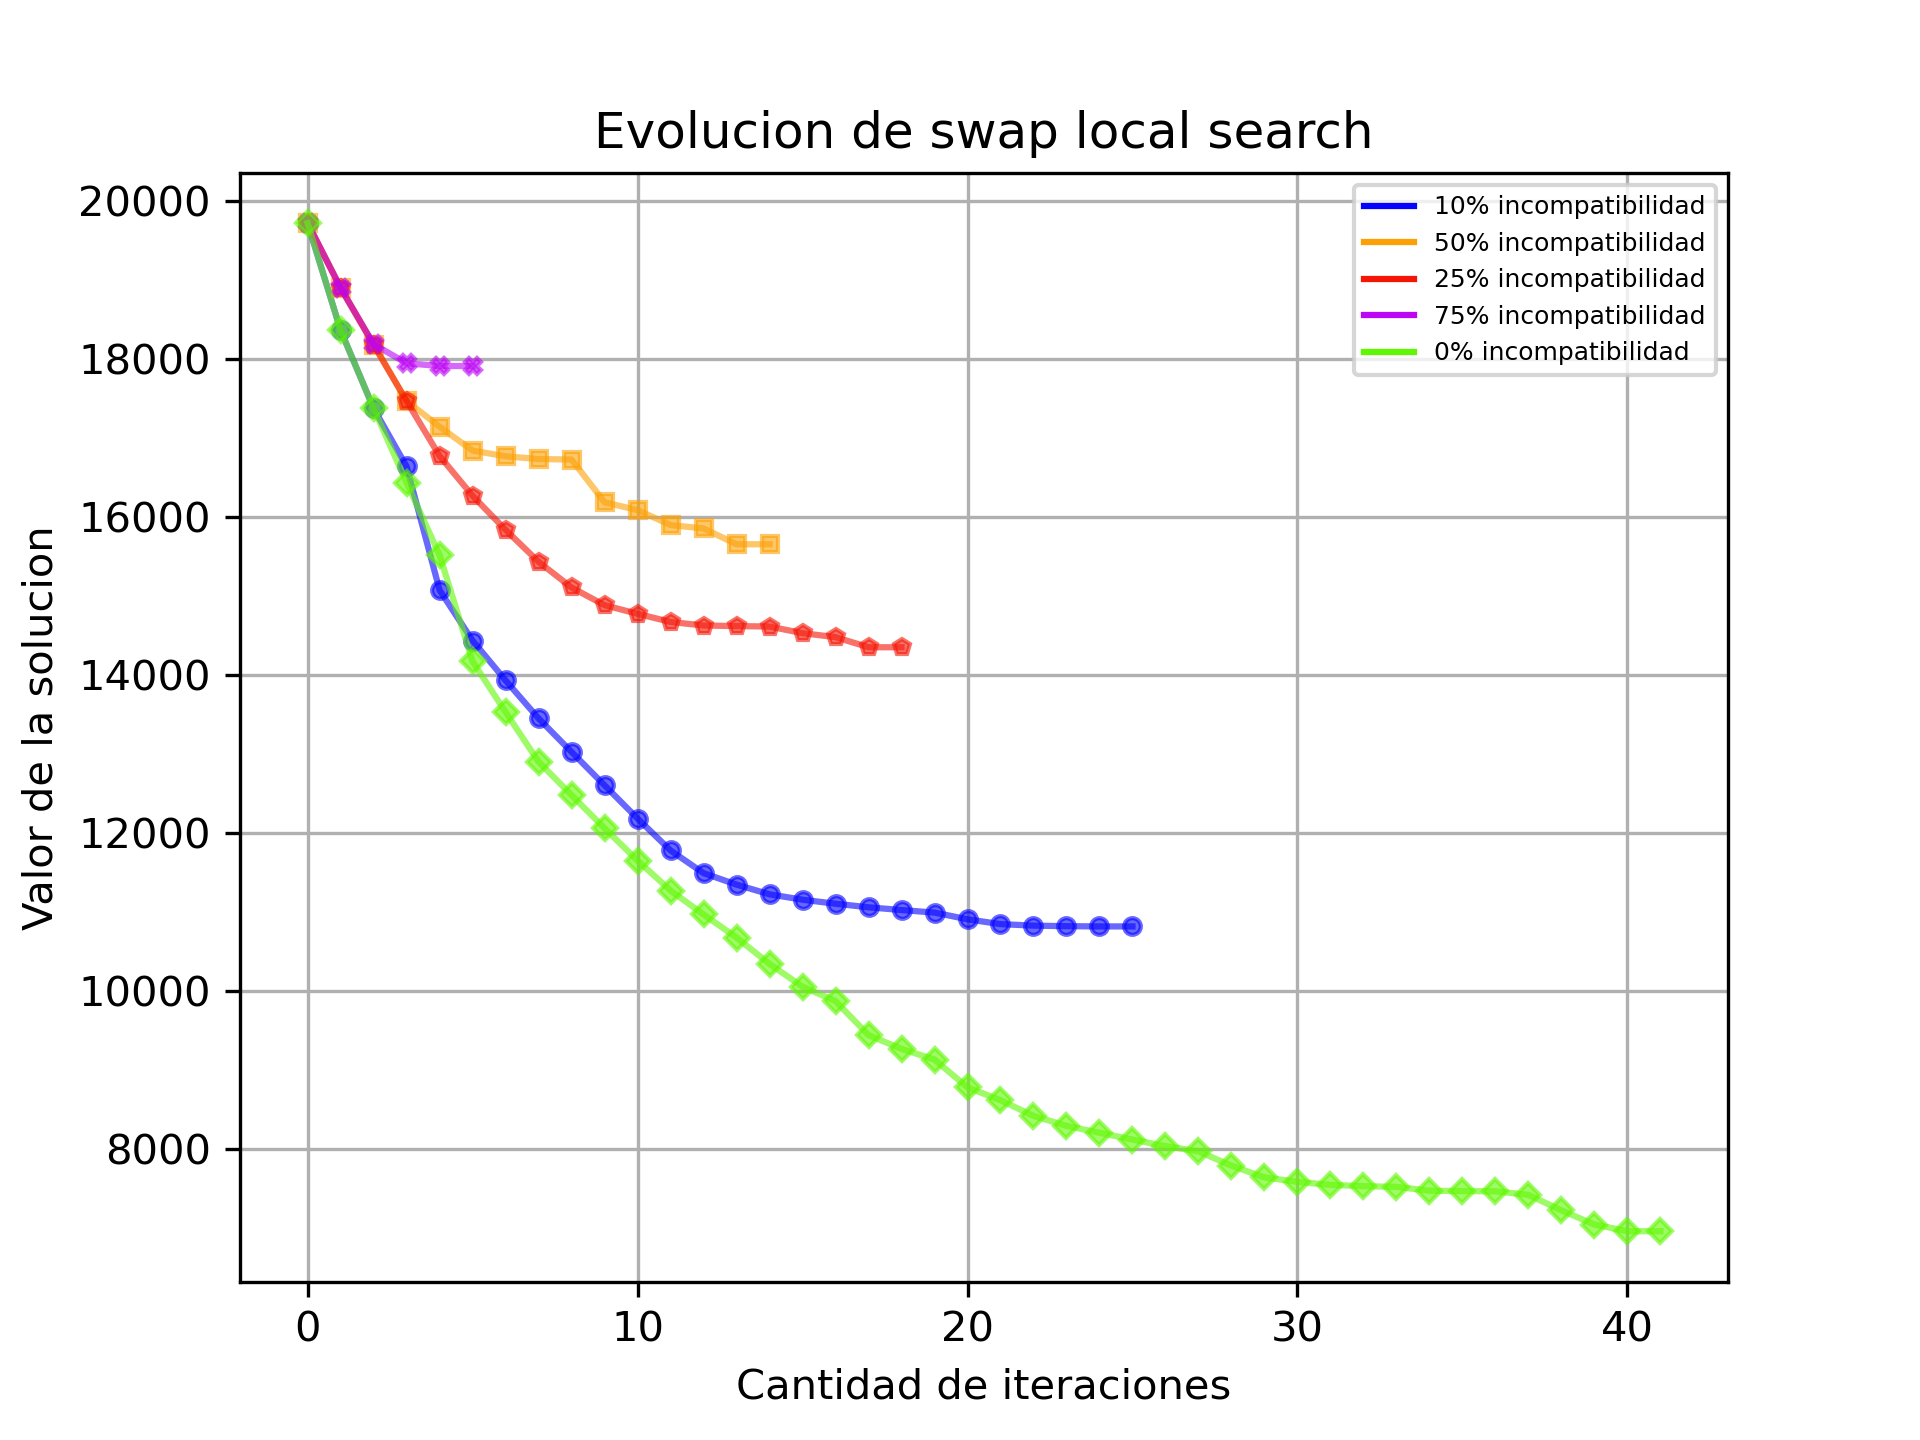 Evolucion de swap local search
20000
18000
16000
14000
12000
10000
8000
Valor de la solucion
10% incompatibilidad
50% incompatibilidad
25% incompatibilidad
75% incompatibilidad
0% incompatibilidad
0 10 20 30 40
Cantidad de iteraciones